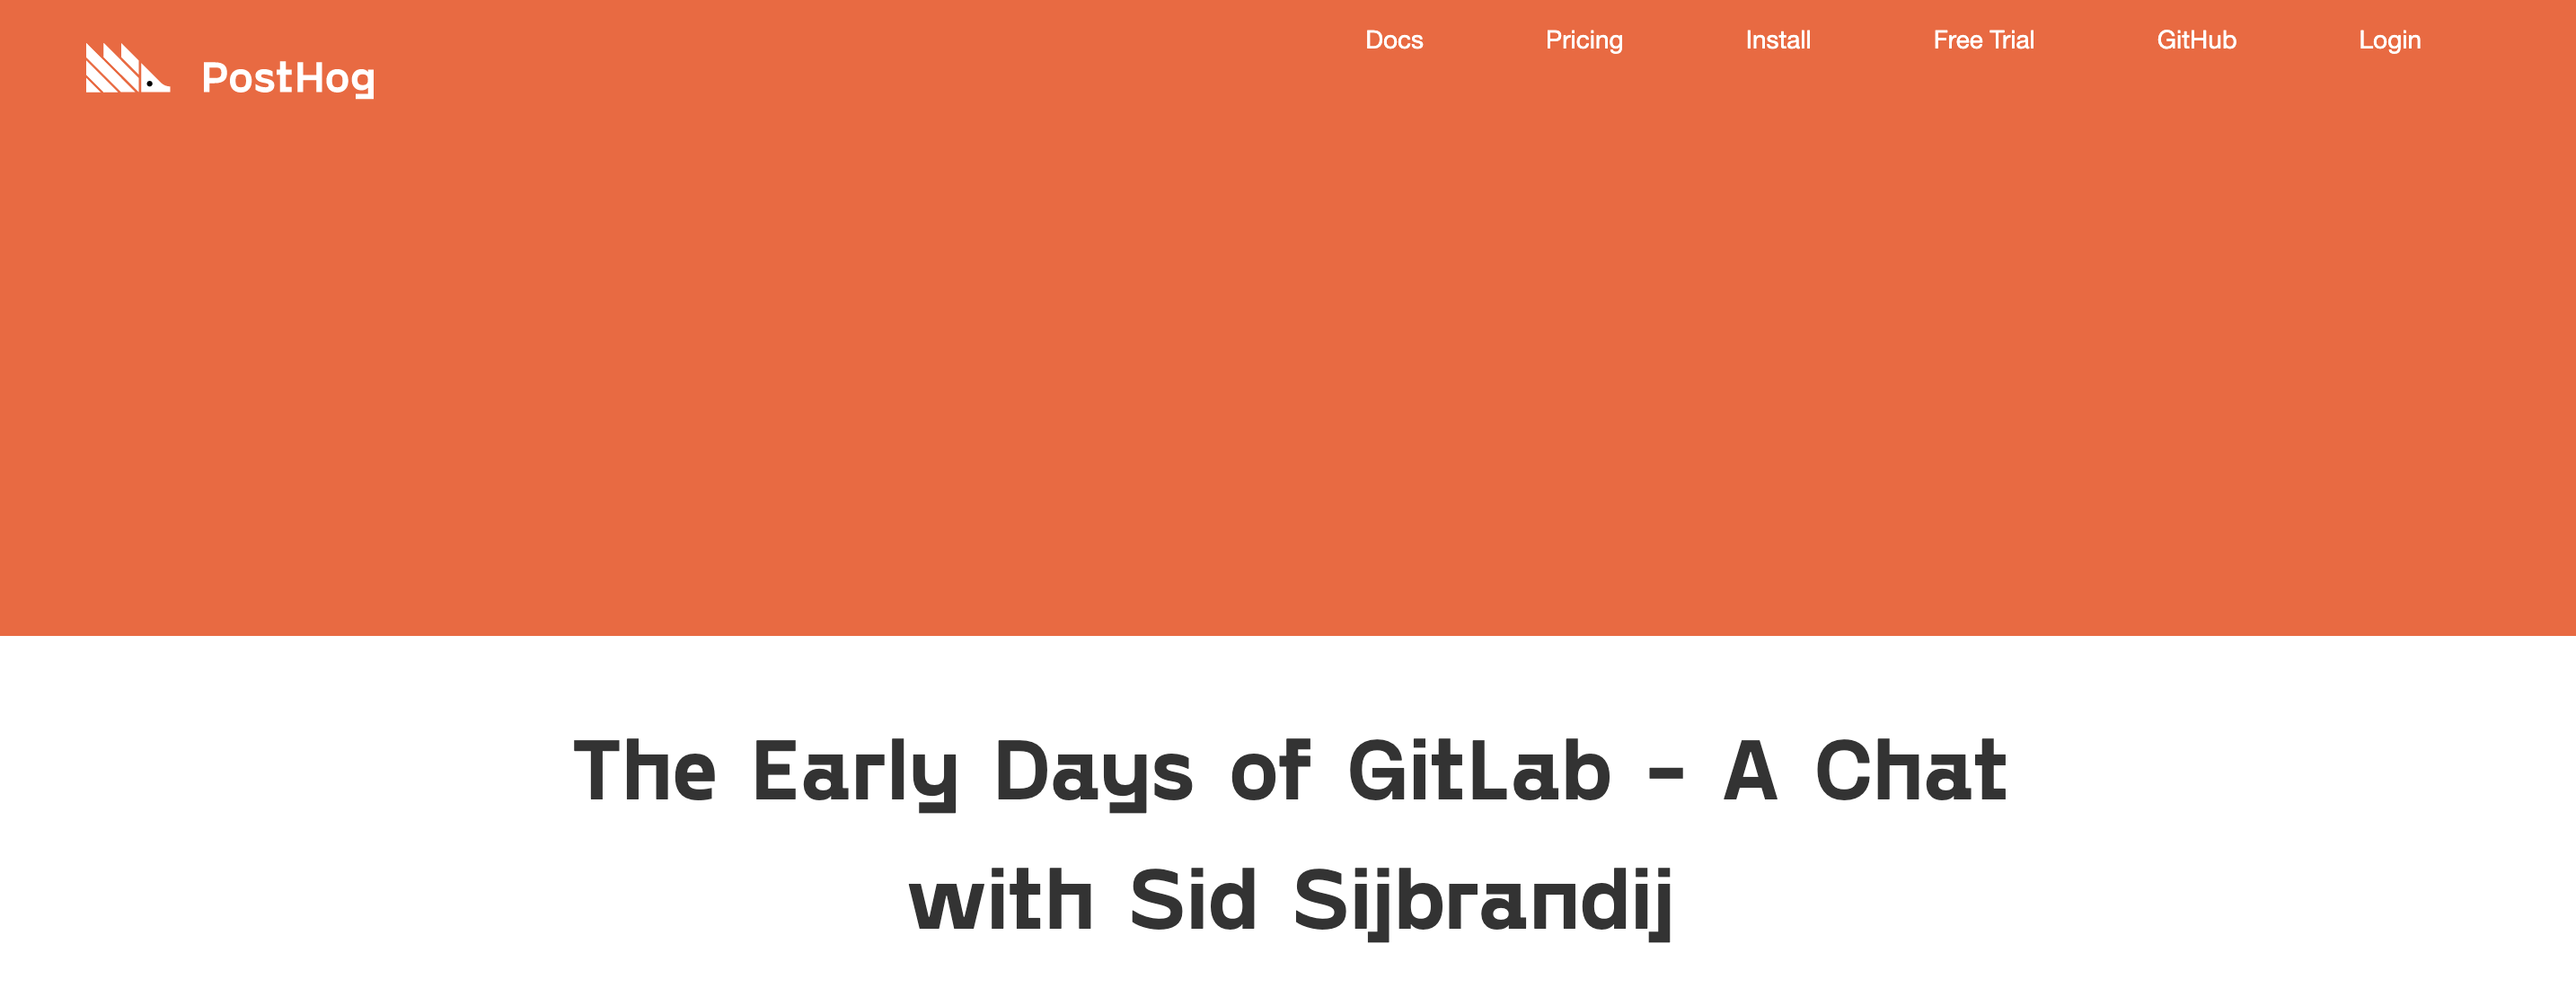 PostHog
Docs Pricing Install Free Trial GitHub Login
The Early Days of GitLab - A Chat
with Sid Sijbrandij